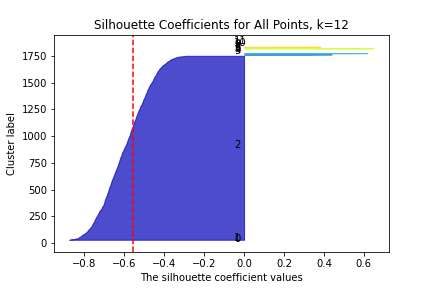 Silhouette Coefficients for All Points, k=12
1750
1500
1250
1000
750
500
250
0
Cluster label
2
−0.8 −0.6 −0.4 −0.2 0.0 0.2 0.4 0.6
The silhouette coefficient values